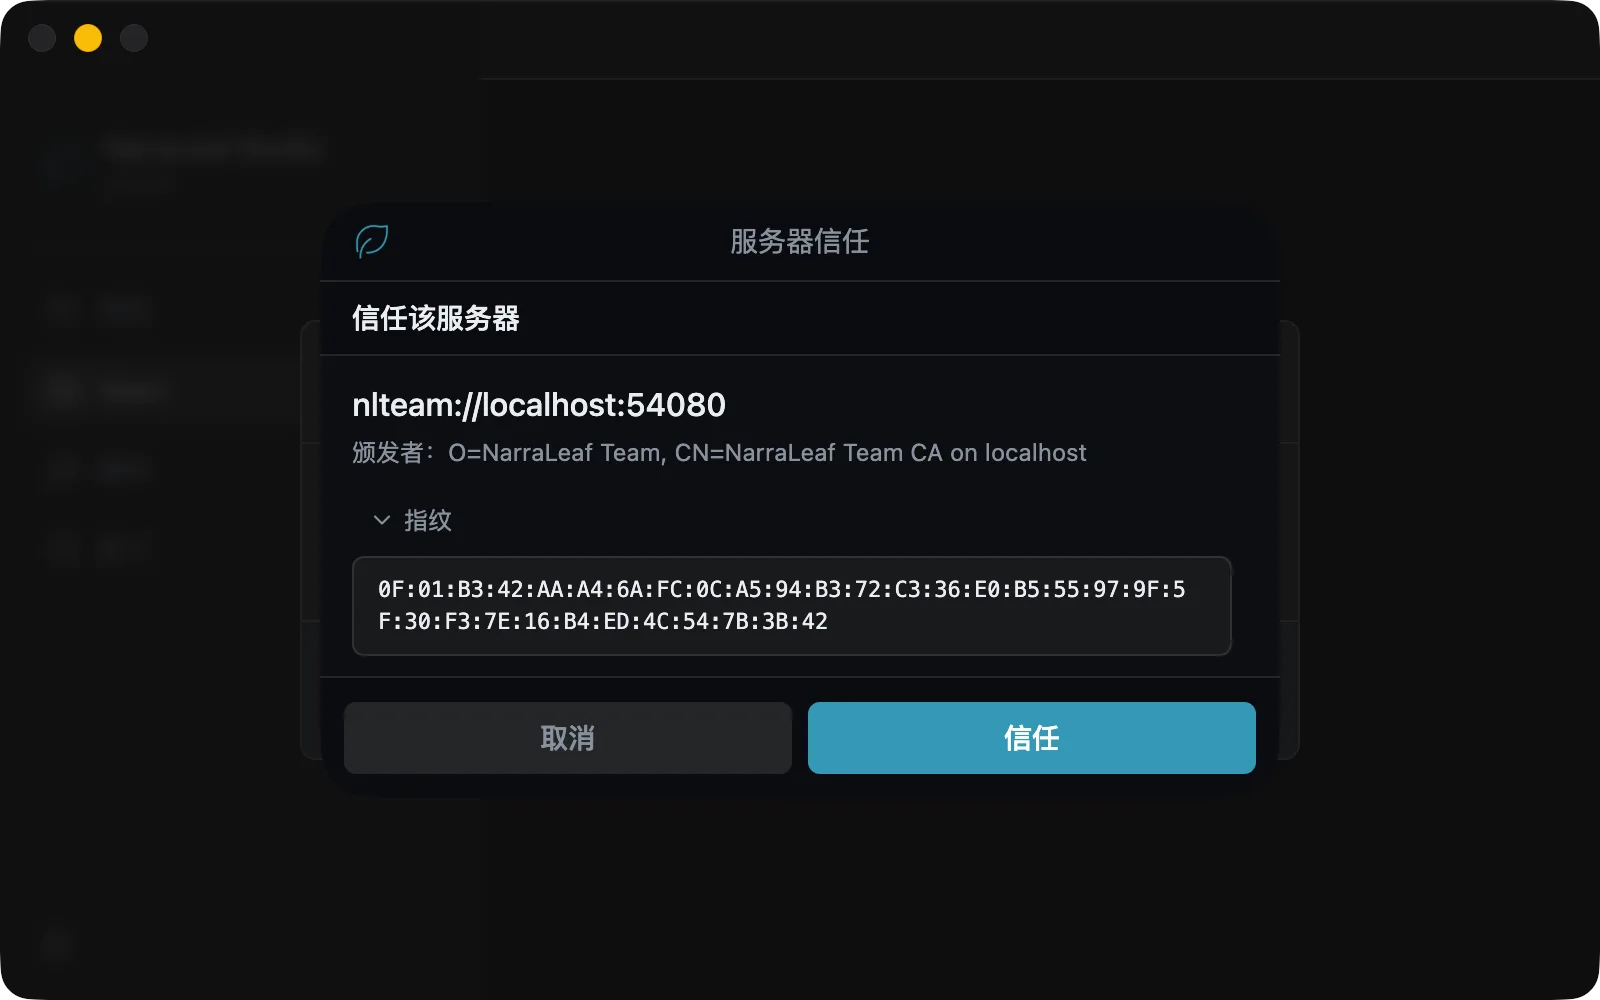 服务器信任
信任该服务器
nlteam://localhost:54080
颁发者：O=NarraLeaf Team, CN=NarraLeaf Team CA on localhost
指纹
0F:01:B3:42:AA:A4:6A:FC:0C:A5:94:B3:72:C3:36:E0:B5:55:97:9F:5
F:30:F3:7E:16:B4:ED:4C:54:7B:3B:42
取消
信任